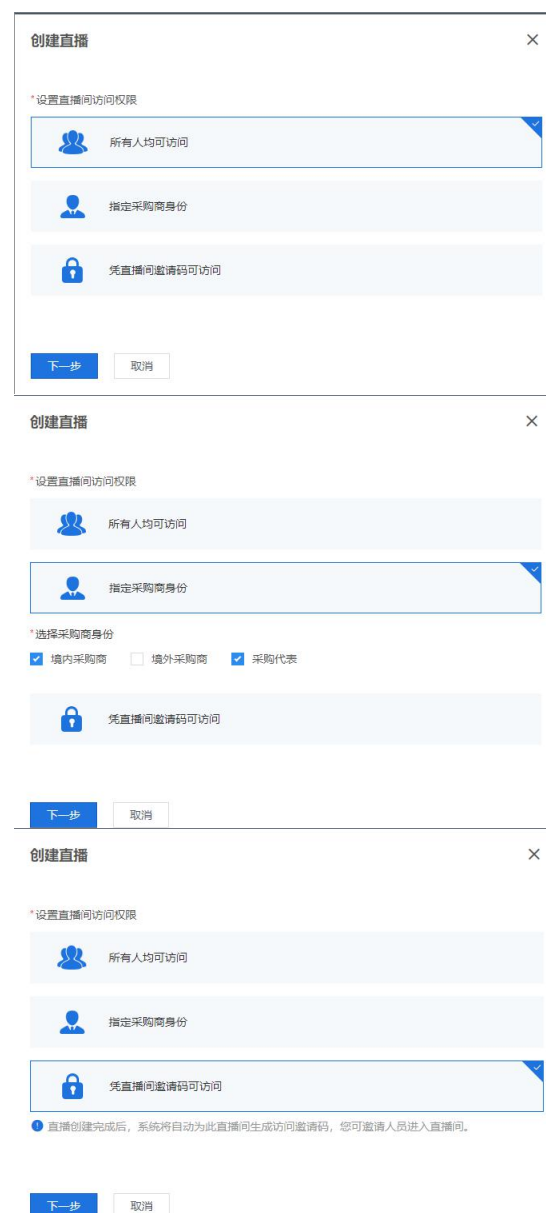 创建直播
*设置直播间访问权限
所有人均可访问
指定采购商身份
凭直播间邀请码可访问
下一步 取消
创建直播
*设置直播间访问权限
所有人均可访问
指定采购商身份
*选择采购商身份
境内采购商 境外采购商 采购代表
凭直播间邀请码可访问
下一步 取消
创建直播
*设置直播间访问权限
所有人均可访问
指定采购商身份
凭直播间邀请码可访问
直播创建完成后，系统将自动为此直播间生成访问邀请码，您可邀请人员进入直播间。
下一步 取消